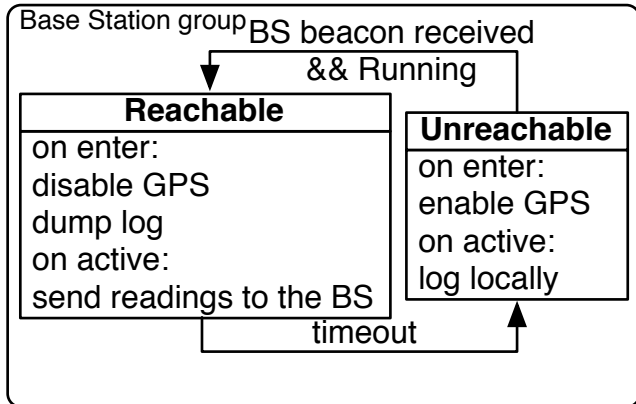 Base Station group
BS beacon received
&& Running
Reachable
on enter:
disable GPS
dump log
on active:
send readings to the BS
Unreachable
on enter:
enable GPS
on active:
log locally
timeout